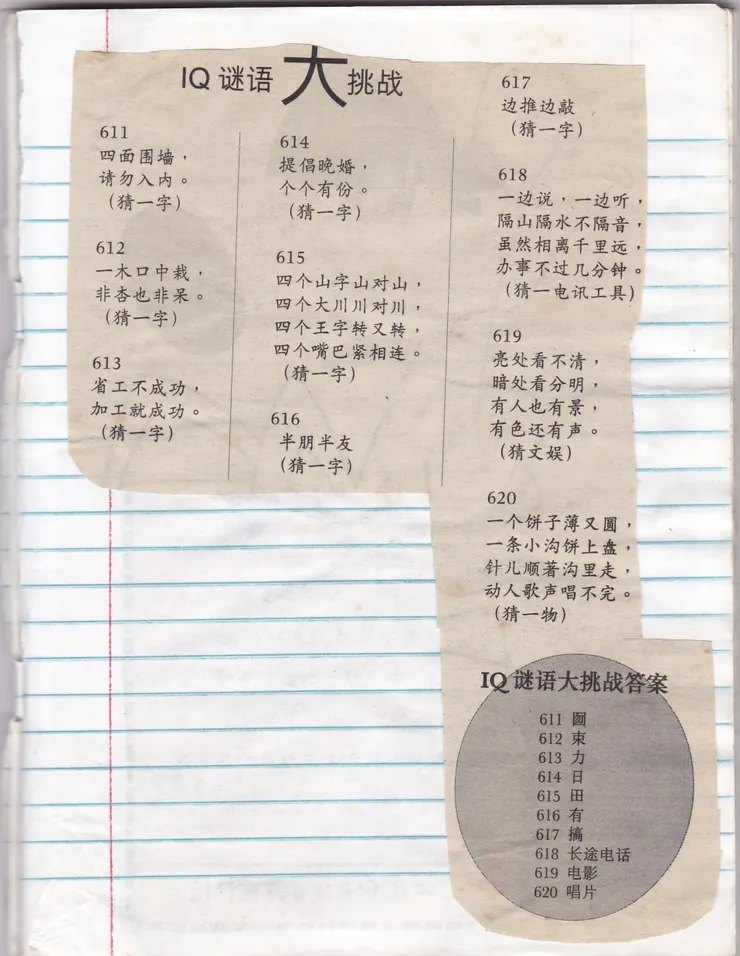 IQ 谜语大挑战
611
四面围墙，
请勿入内。
（猜一字）
612
一木口中栽，
非杏也非呆。
（猜一字）
613
省工不成功，
加工就成功。
（猜一字）
614
提倡晚婚，
个个有份。
（猜一字）
615
四个山字山对山，
四个大川川对川，
四个王字转又转，
四个嘴巴紧相连。
（猜一字）
616
半朋半友
（猜一字）
617
边推边敲
（猜一字）
618
一边说，一边听，
隔山隔水不隔音，
虽然相离千里远，
办事不过几分钟。
（猜一电讯工具）
619
亮处看不清，
暗处看分明，
有人也有景，
有色还有声。
（猜文娱）
620
一个饼子薄又圆，
一条小沟饼上盘，
针儿顺著沟里走，
动人歌声唱不完。
（猜一物）
IQ 谜语大挑战答案
611 囫
612 束
613 力
614 日
615 田
616 有
617 搞
618 长途电话
619 电影
620 唱片